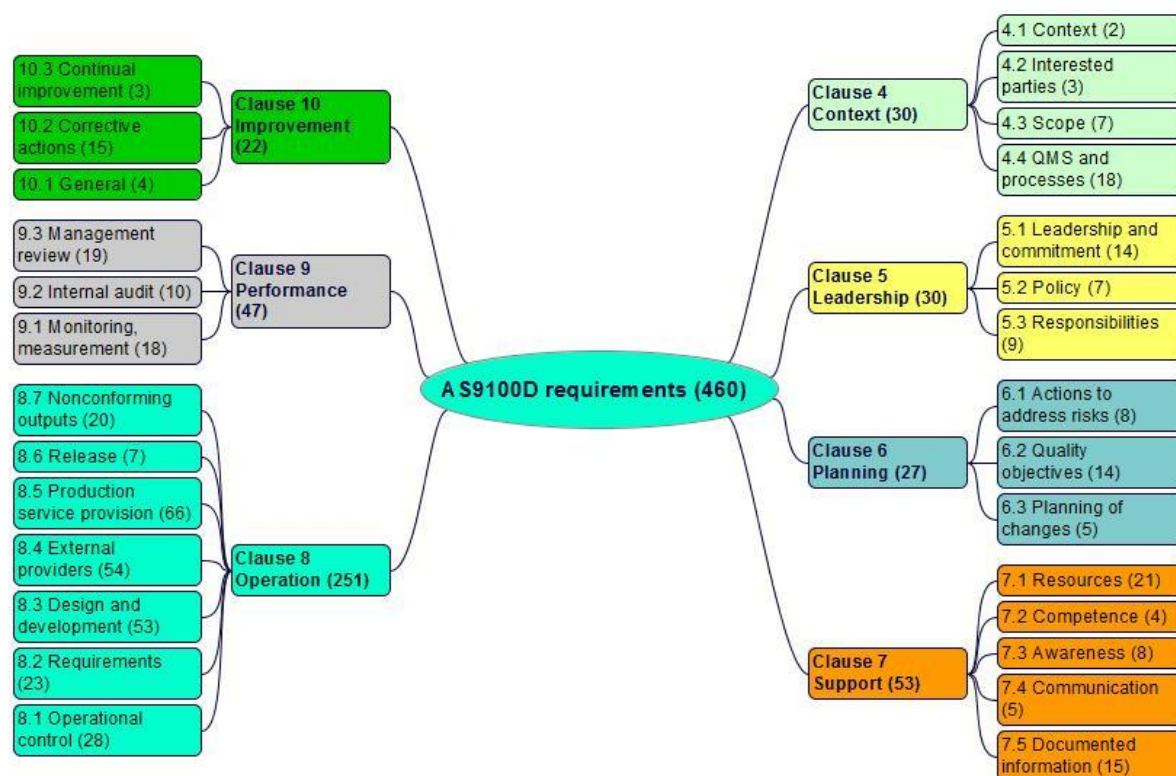 AS9100D requirements (460)
Clause 4
Context (30)
4.1 Context (2)
4.2 Interested
parties (3)
4.3 Scope (7)
4.4 QMS and
processes (18)
Clause 5
Leadership (30)
5.1 Leadership and
commitment (14)
5.2 Policy (7)
5.3 Responsibilities
(9)
Clause 6
Planning (27)
6.1 Actions to
address risks (8)
6.2 Quality
objectives (14)
6.3 Planning of
changes (5)
Clause 7
Support (53)
7.1 Resources (21)
7.2 Competence (4)
7.3 Awareness (8)
7.4 Communication
(5)
7.5 Documented
information (15)
Clause 10
Improvement
(22)
10.3 Continual
improvement (3)
10.2 Corrective
actions (15)
10.1 General (4)
Clause 9
Performance
(47)
9.3 Management
review (19)
9.2 Internal audit (10)
9.1 Monitoring,
measurement (18)
Clause 8
Operation (251)
8.7 Nonconforming
outputs (20)
8.6 Release (7)
8.5 Production
service provision (66)
8.4 External
providers (54)
8.3 Design and
development (53)
8.2 Requirements
(23)
8.1 Operational
control (28)